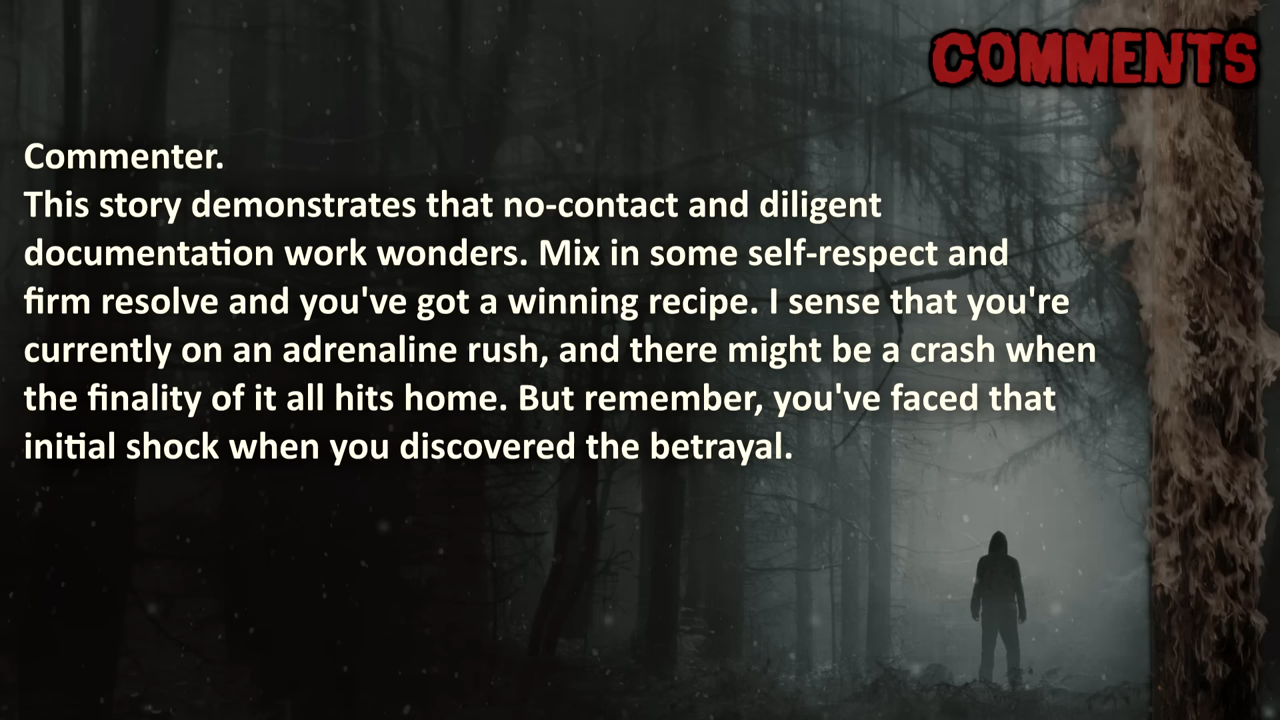 COMMENTS
Commenter.
This story demonstrates that no-contact and diligent
documentation work wonders. Mix in some self-respect and
firm resolve and you've got a winning recipe. I sense that you're
currently on an adrenaline rush, and there might be a crash when
the finality of it all hits home. But remember, you've faced that
initial shock when you discovered the betrayal.